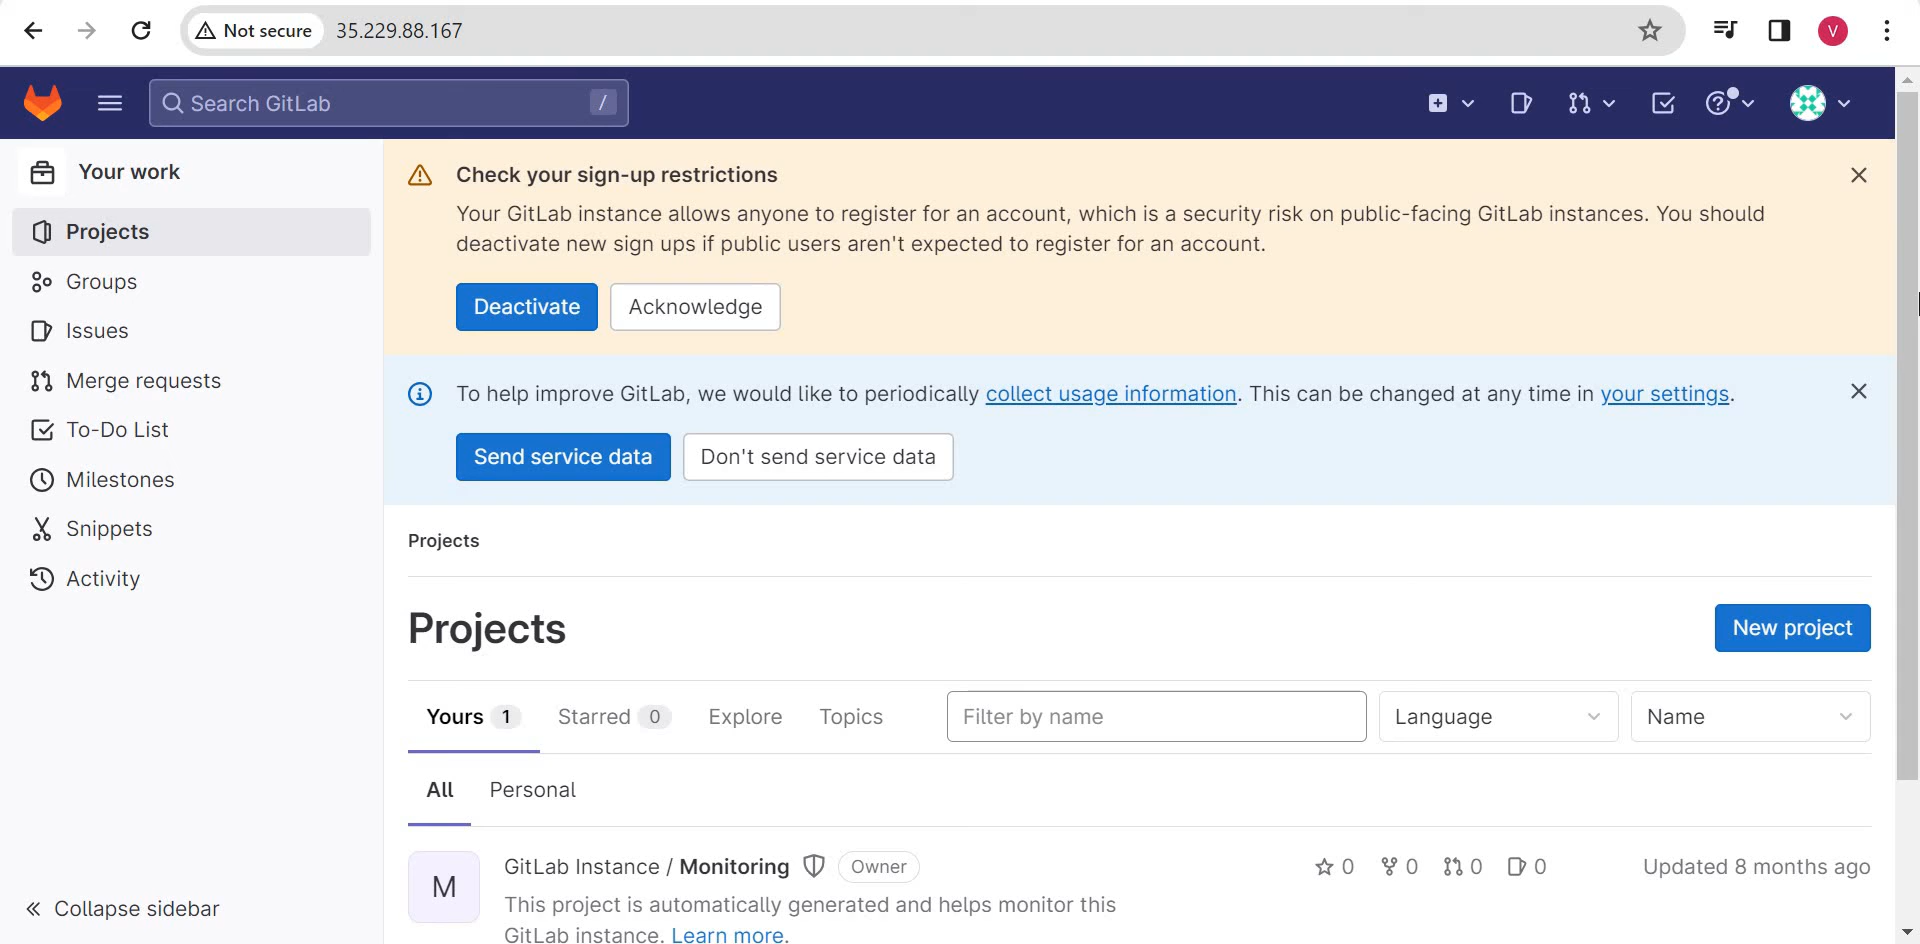 Not secure 35.229.88.167 V
Search GitLab /
Your work
Projects
Groups
Issues
Merge requests
To-Do List
Milestones
Snippets
Activity
Collapse sidebar
Check your sign-up restrictions
Your GitLab instance allows anyone to register for an account, which is a security risk on public-facing GitLab instances. You should
deactivate new sign ups if public users aren't expected to register for an account.
Deactivate Acknowledge
To help improve GitLab, we would like to periodically collect usage information. This can be changed at any time in your settings.
Send service data Don't send service data
Projects
Projects New project
Yours 1 Starred 0 Explore Topics Filter by name Language Name
All Personal
M
GitLab Instance / Monitoring Owner 0 0 0 0 Updated 8 months ago
This project is automatically generated and helps monitor this
GitLab instance. Learn more.